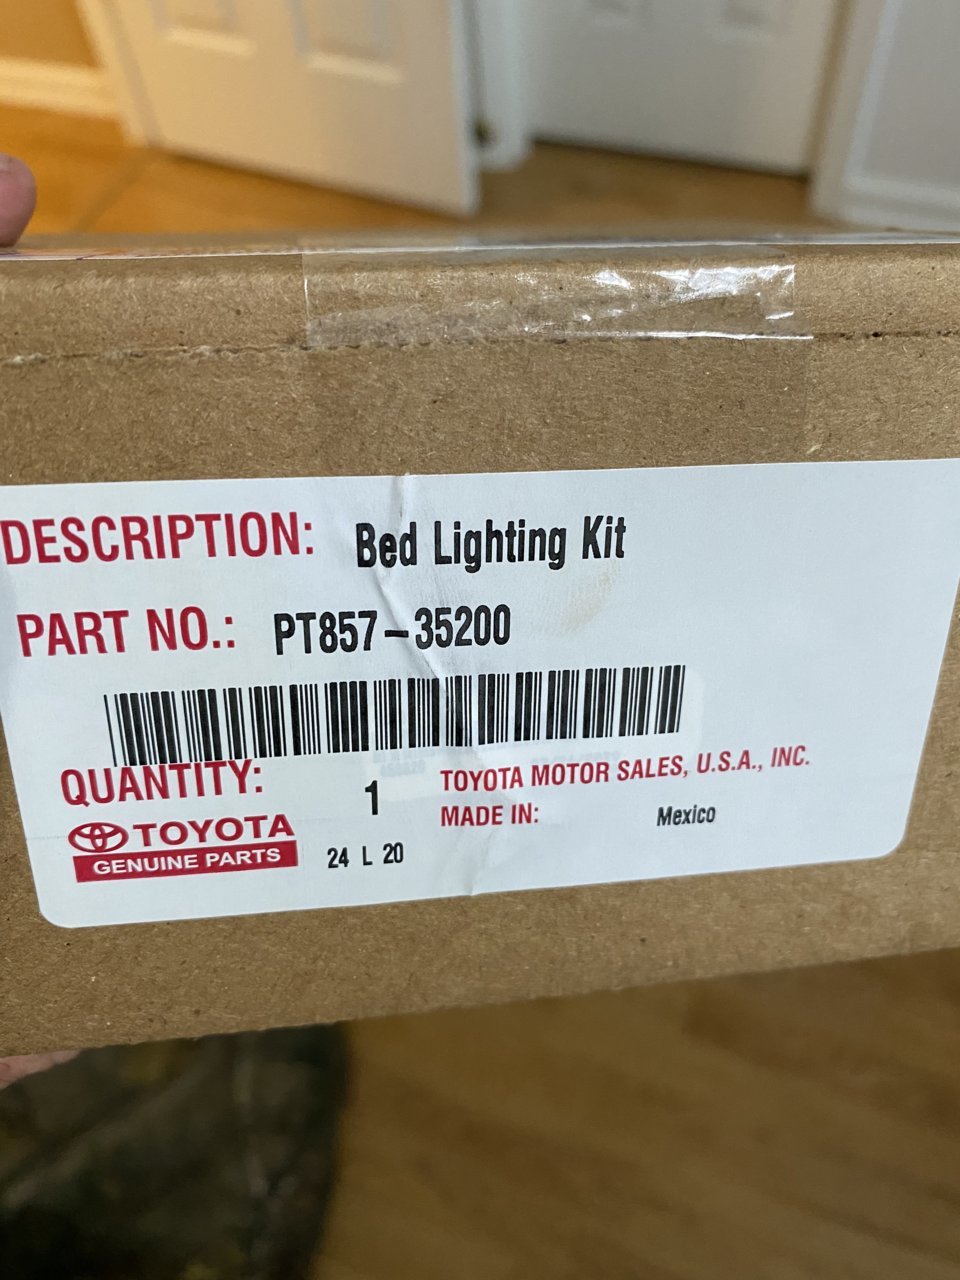 DESCRIPTION: Bed Lighting Kit
PART NO.: PT857-35200
QUANTITY: 1
TOYOTA MOTOR SALES, U.S.A., INC.
MADE IN: Mexico
TOYOTA
GENUINE PARTS
24 L 20